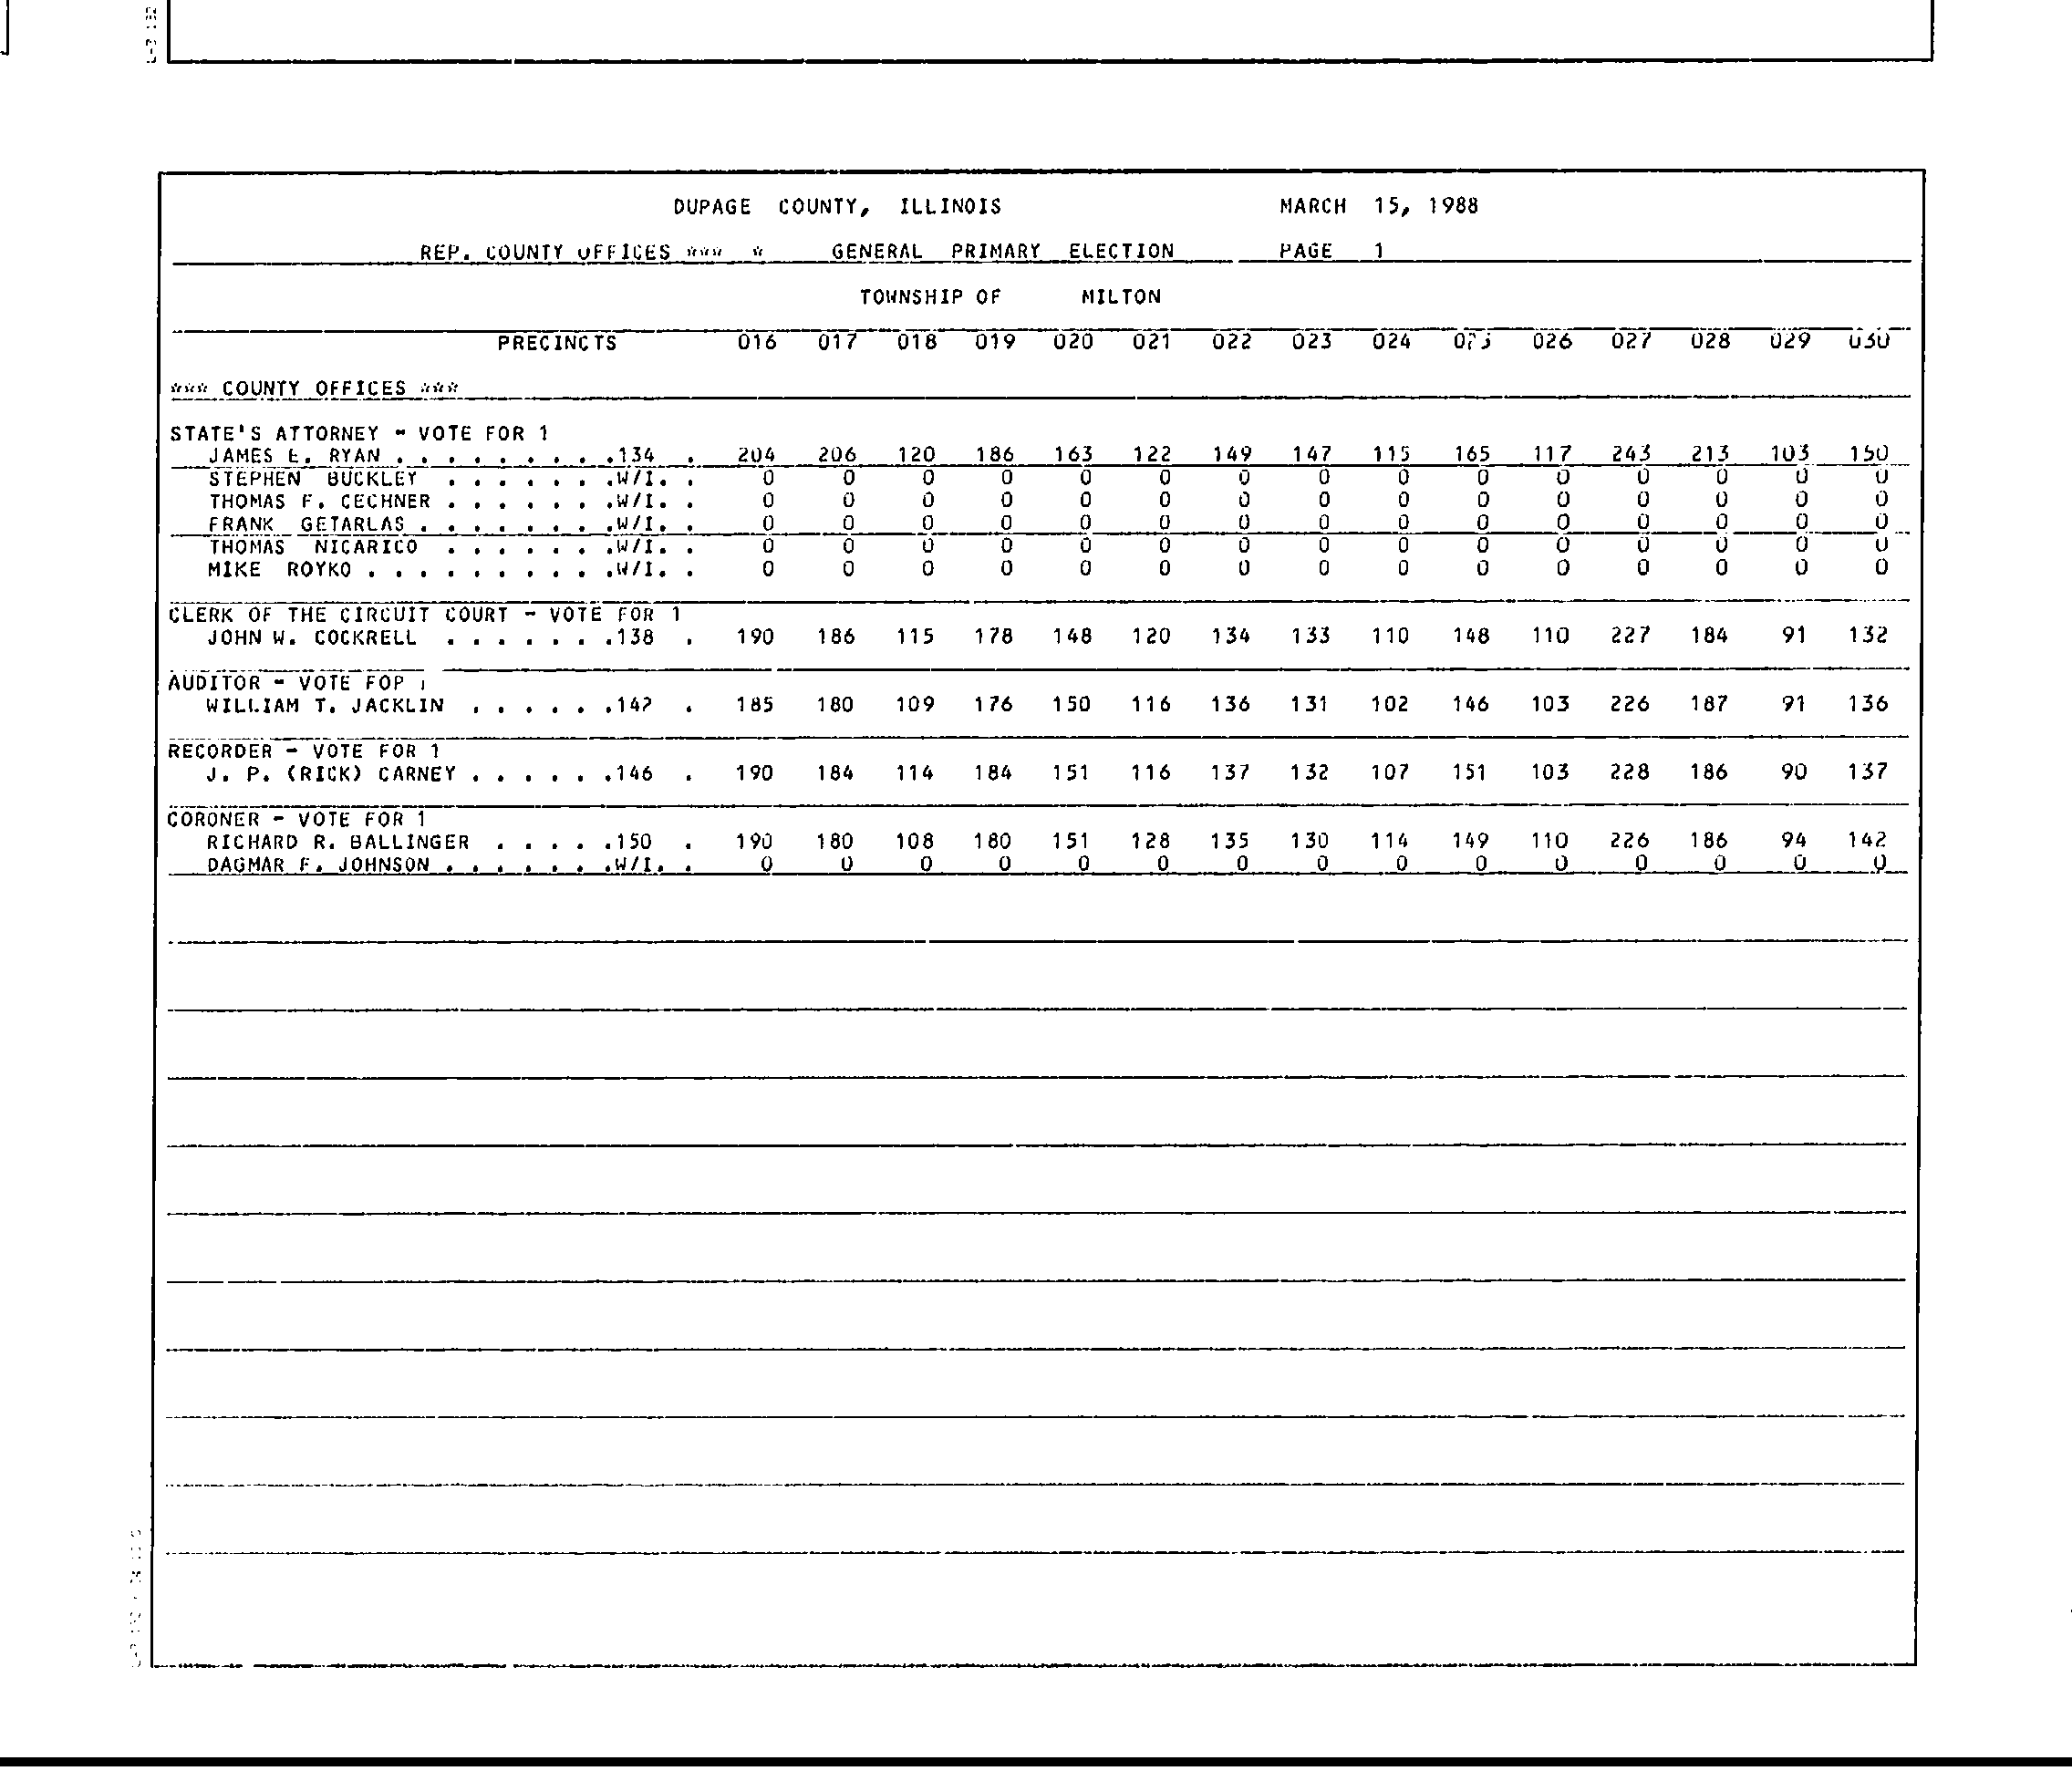 DUPAGE COUNTY, ILLINOIS MARCH 15, 1988
REP. COUNTY OFFICES *** * GENERAL PRIMARY ELECTION PAGE 1
TOWNSHIP OF MILTON
PRECINCTS 016 017 018 019 020 021 022 023 024 025 026 027 028 029 030
*** COUNTY OFFICES ***
STATE'S ATTORNEY - VOTE FOR 1
JAMES E. RYAN . . . . . . . . .134 . 204 206 120 186 163 122 149 147 115 165 117 243 213 103 150
STEPHEN BUCKLEY . . . . . . .W/I. . 0 0 0 0 0 0 0 0 0 0 0 0 0 0 0
THOMAS F. CECHNER . . . . . . .W/I. . 0 0 0 0 0 0 0 0 0 0 0 0 0 0 0
FRANK GETARLAS . . . . . . . .W/I. . 0 0 0 0 0 0 0 0 0 0 0 0 0 0 0
THOMAS NICARICO . . . . . . .W/I. . 0 0 0 0 0 0 0 0 0 0 0 0 0 0 0
MIKE ROYKO . . . . . . . . . .W/I. . 0 0 0 0 0 0 0 0 0 0 0 0 0 0 0
CLERK OF THE CIRCUIT COURT - VOTE FOR 1
JOHN W. COCKRELL . . . . . . .138 . 190 186 115 178 148 120 134 133 110 148 110 227 184 91 132
AUDITOR - VOTE FOR 1
WILLIAM T. JACKLIN . . . . . .142 . 185 180 109 176 150 116 136 131 102 146 103 226 187 91 136
RECORDER - VOTE FOR 1
J. P. (RICK) CARNEY . . . . . .146 . 190 184 114 184 151 116 137 132 107 151 103 228 186 90 137
CORONER - VOTE FOR 1
RICHARD R. BALLINGER . . . . .150 . 190 180 108 180 151 128 135 130 114 149 110 226 186 94 142
DAGMAR F. JOHNSON . . . . . . .W/I. . 0 0 0 0 0 0 0 0 0 0 0 0 0 0 0